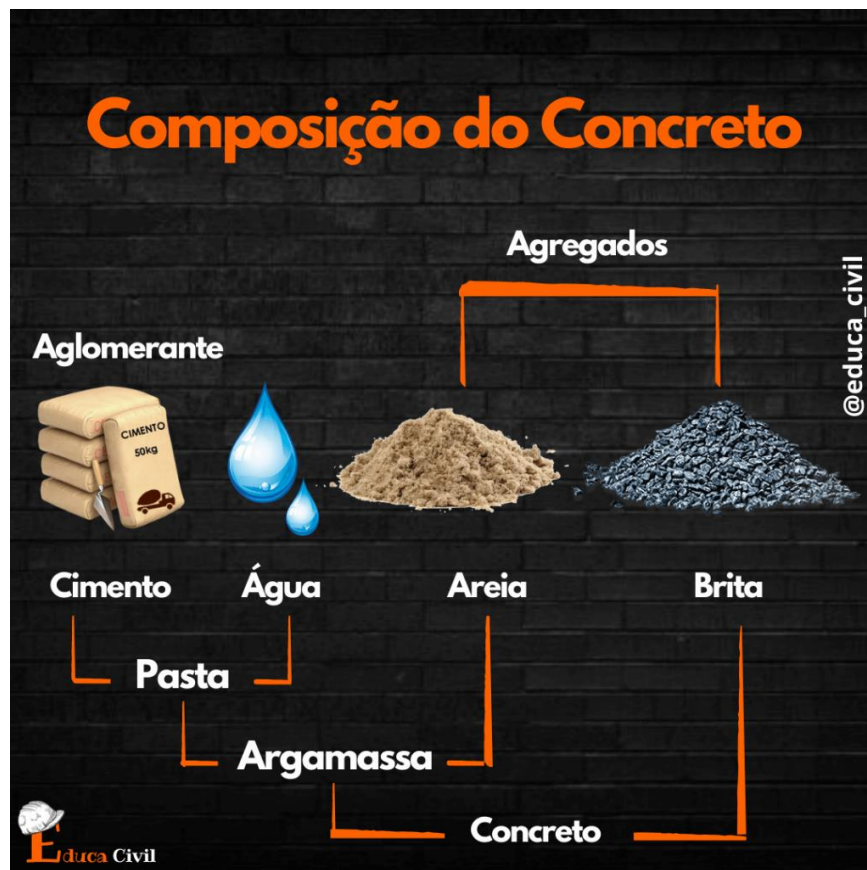 Composição do Concreto
Agregados
@educa_civil
Aglomerante
CIMENTO
50kg
Cimento Água Areia Brita
Pasta
Argamassa
Concreto
Educa Civil